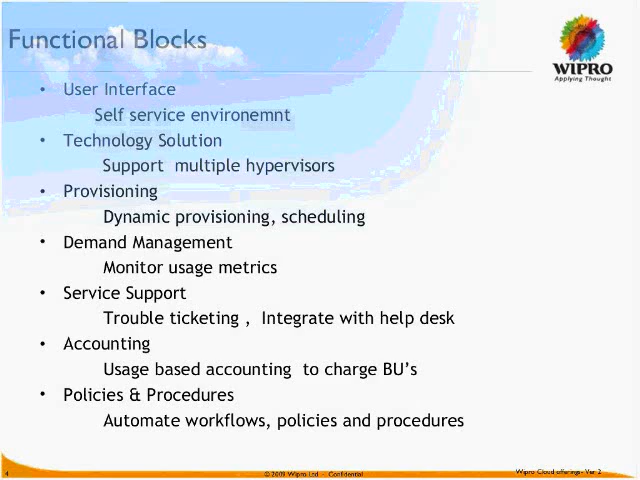 Functional Blocks
WIPRO
Applying Thought
• User Interface
Self service environemnt
• Technology Solution
Support multiple hypervisors
• Provisioning
Dynamic provisioning, scheduling
• Demand Management
Monitor usage metrics
• Service Support
Trouble ticketing , Integrate with help desk
• Accounting
Usage based accounting to charge BU's
• Policies & Procedures
Automate workflows, policies and procedures
4
© 2009 Wipro Ltd - Confidential
Wipro Cloud offerings- Ver 2